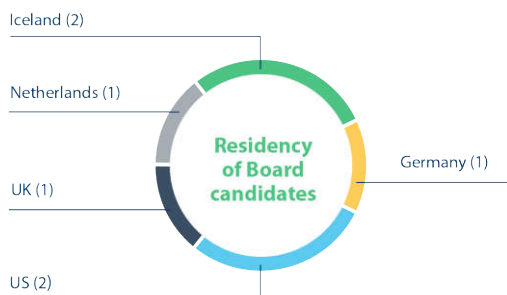 Iceland (2)
Netherlands (1)
Residency
of Board
candidates
Germany (1)
UK (1)
US (2)